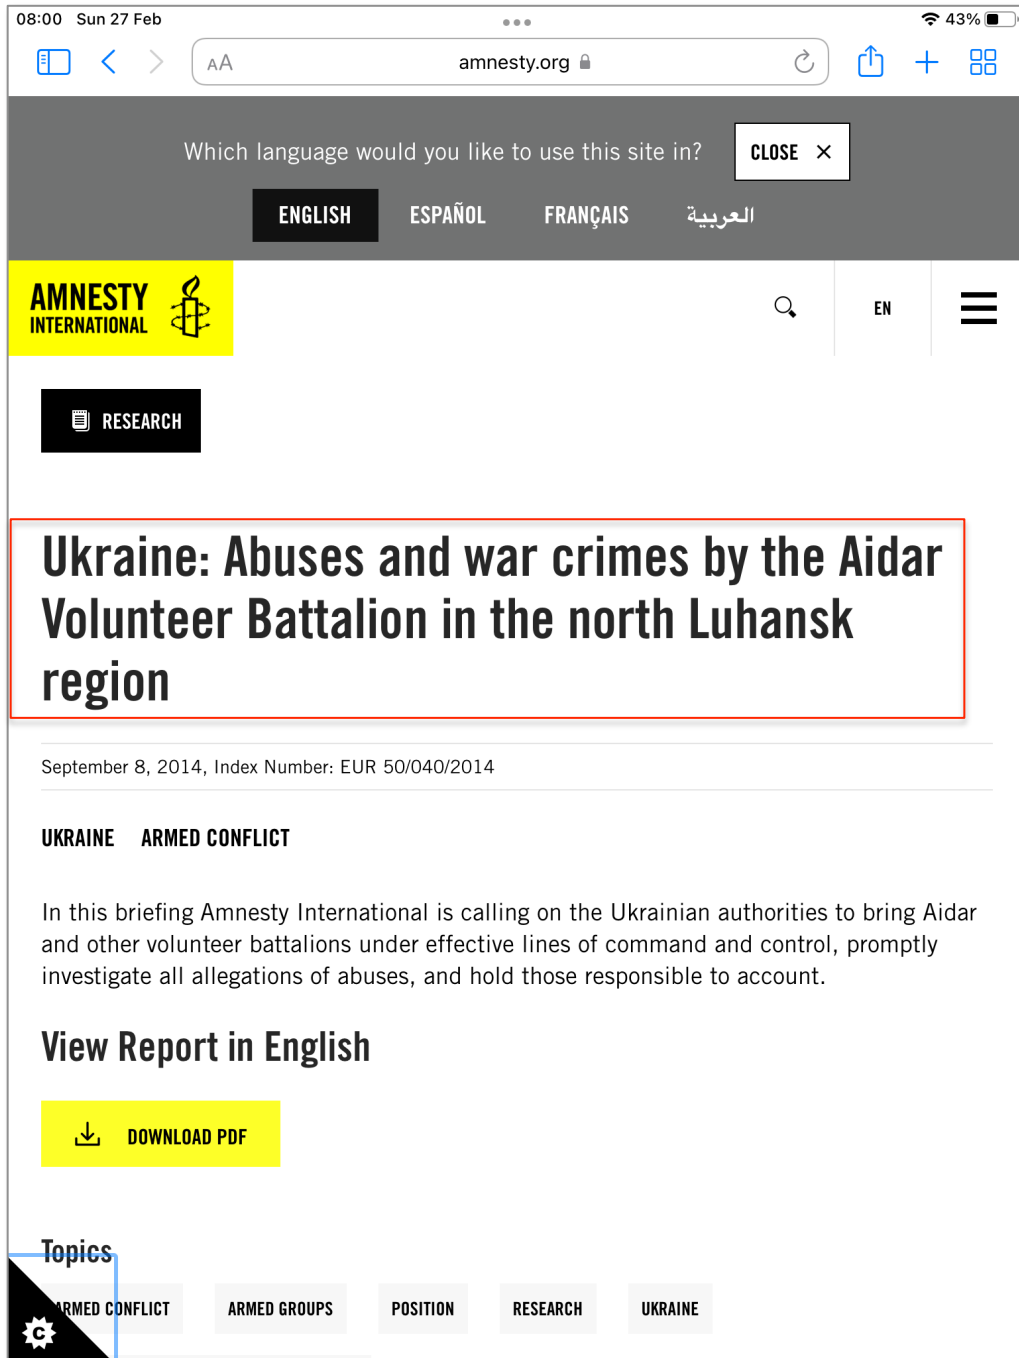 08:00 Sun 27 Feb
43%
AA
amnesty.org
Which language would you like to use this site in?
CLOSE ×
ENGLISH ESPAÑOL FRANÇAIS العربية
AMNESTY
INTERNATIONAL
EN
RESEARCH
Ukraine: Abuses and war crimes by the Aidar
Volunteer Battalion in the north Luhansk
region
September 8, 2014, Index Number: EUR 50/040/2014
UKRAINE ARMED CONFLICT
In this briefing Amnesty International is calling on the Ukrainian authorities to bring Aidar
and other volunteer battalions under effective lines of command and control, promptly
investigate all allegations of abuses, and hold those responsible to account.
View Report in English
DOWNLOAD PDF
Topics
ARMED CONFLICT ARMED GROUPS POSITION RESEARCH UKRAINE
C